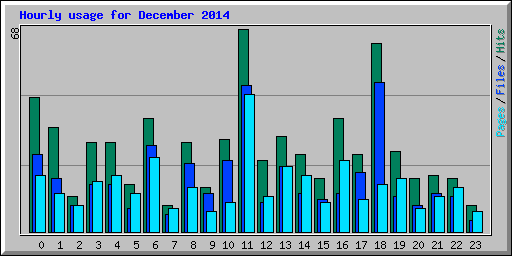 Hourly usage for December 2014
68
Pages/Files/Hits
0 1 2 3 4 5 6 7 8 9 10 11 12 13 14 15 16 17 18 19 20 21 22 23